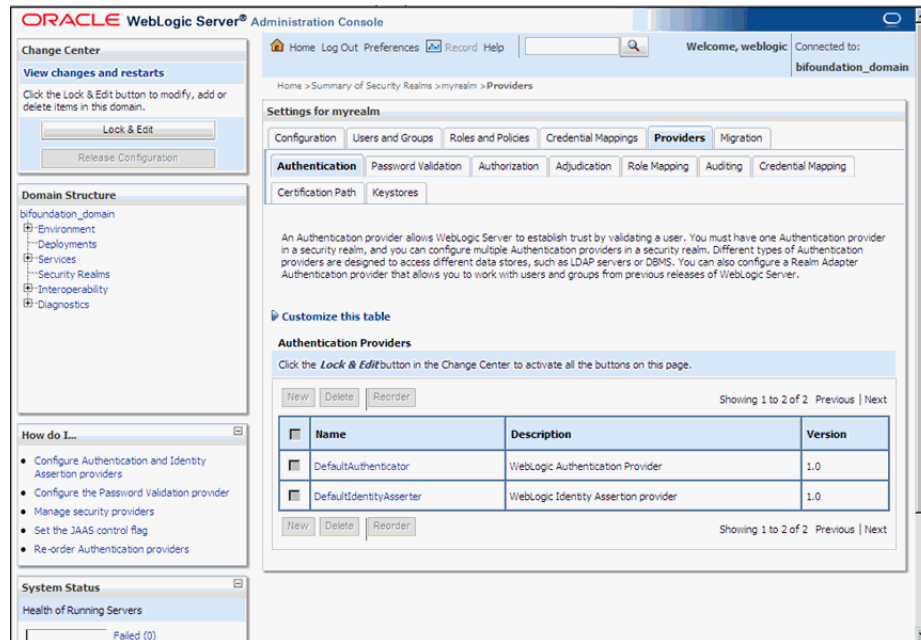 ORACLE WebLogic Server® Administration Console
Change Center
View changes and restarts
Click the Lock & Edit button to modify, add or
delete items in this domain.
Lock & Edit
Release Configuration
Domain Structure
bifoundation_domain
Environment
Deployments
Services
Security Realms
Interoperability
Diagnostics
How do I...
Configure Authentication and Identity
Assertion providers
Configure the Password Validation provider
Manage security providers
Set the JAAS control flag
Re-order Authentication providers
System Status
Health of Running Servers
Failed (0)
Home Log Out Preferences Record Help
Welcome, weblogic
Connected to:
bifoundation_domain
Home >Summary of Security Realms >myrealm >Providers
Settings for myrealm
Configuration Users and Groups Roles and Policies Credential Mappings Providers Migration
Authentication Password Validation Authorization Adjudication Role Mapping Auditing Credential Mapping
Certification Path Keystores
An Authentication provider allows WebLogic Server to establish trust by validating a user. You must have one Authentication provider
in a security realm, and you can configure multiple Authentication providers in a security realm. Different types of Authentication
providers are designed to access different data stores, such as LDAP servers or DBMS. You can also configure a Realm Adapter
Authentication provider that allows you to work with users and groups from previous releases of WebLogic Server.
Customize this table
Authentication Providers
Click the Lock & Edit button in the Change Center to activate all the buttons on this page.
New Delete Reorder Showing 1 to 2 of 2 Previous | Next
Name Description Version
DefaultAuthenticator WebLogic Authentication Provider 1.0
DefaultIdentityAsserter WebLogic Identity Assertion provider 1.0
New Delete Reorder Showing 1 to 2 of 2 Previous | Next